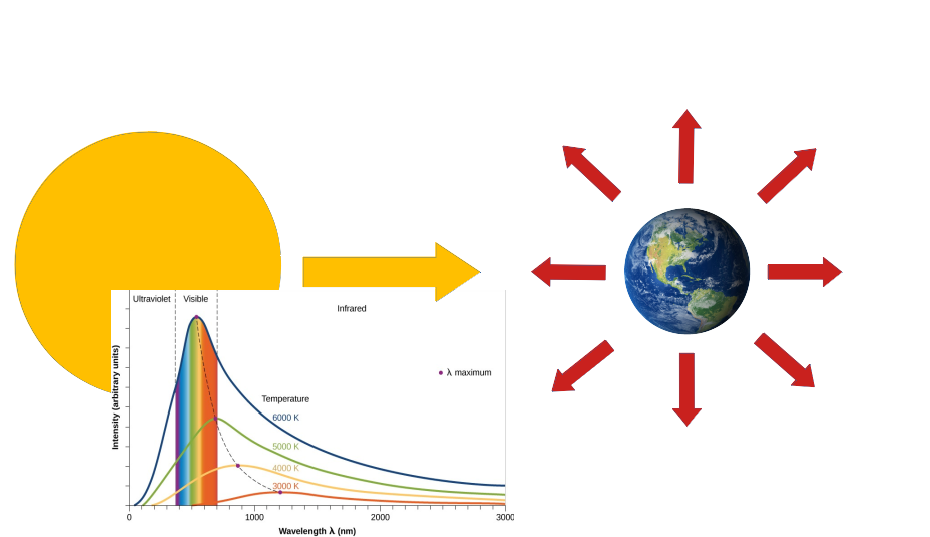 Ultraviolet Visible Infrared
λ maximum
Temperature
6000 K
5000 K
4000 K
3000 K
Intensity (arbitrary units)
0 1000 2000 3000
Wavelength λ (nm)